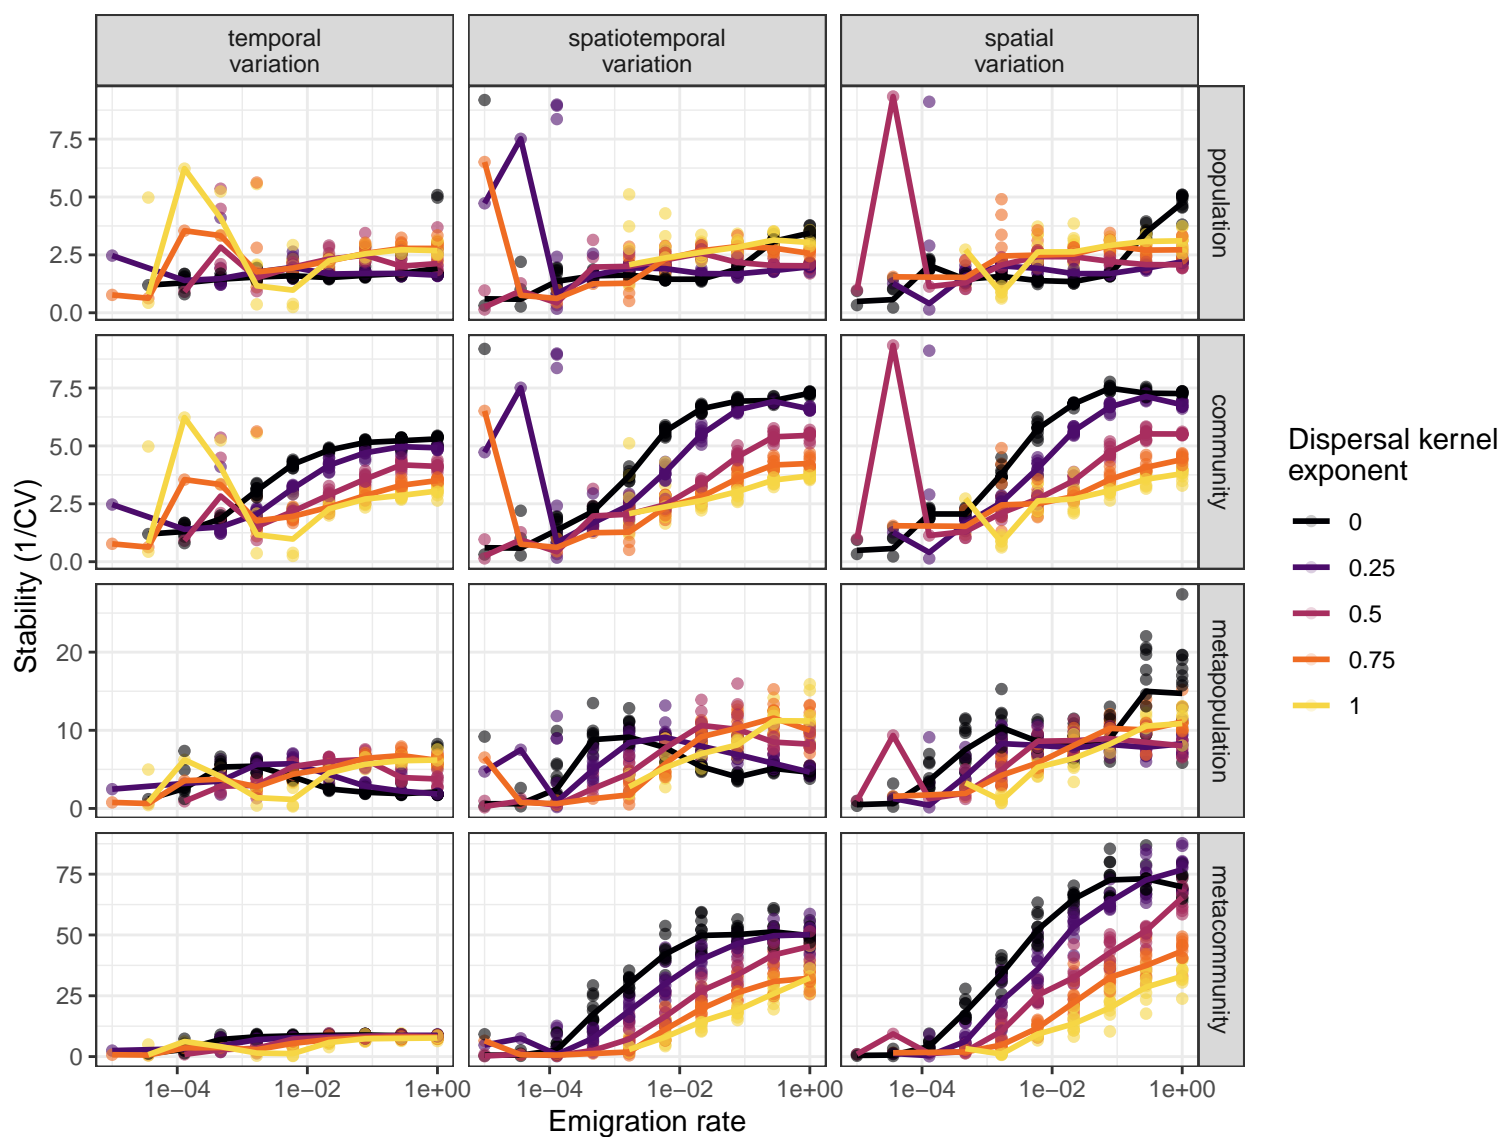 temporal
variation
spatiotemporal
variation
spatial
variation
7.5
5.0
2.5
0.0
population
7.5
5.0
2.5
0.0
community
20
10
0
metapopulation
75
50
25
0
metacommunity
1e−04
1e−02
1e+00
1e−04
1e−02
1e+00
1e−04
1e−02
1e+00
Emigration rate
Stability (1/CV)
Dispersal kernel
exponent
0
0.25
0.5
0.75
1